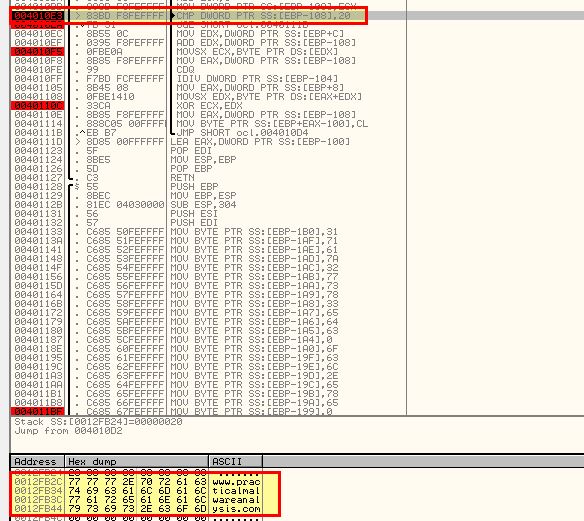 004010E3 > 83BD F8FEFFFF CMP DWORD PTR SS:[EBP-108],20
004010EC . 8B55 0C MOV EDX,DWORD PTR SS:[EBP+C]
004010EF . 0395 F8FEFFFF ADD EDX,DWORD PTR SS:[EBP-108]
004010F5 . 0FBE0A MOVSX ECX,BYTE PTR DS:[EDX]
004010F8 . 8B85 F8FEFFFF MOV EAX,DWORD PTR SS:[EBP-108]
004010FE . 99 CDQ
004010FF . F7BD FCFEFFFF IDIV DWORD PTR SS:[EBP-104]
00401105 . 8B45 08 MOV EAX,DWORD PTR SS:[EBP+8]
00401108 . 0FBE1410 MOVSX EDX,BYTE PTR DS:[EAX+EDX]
0040110C . 33CA XOR ECX,EDX
0040110E . 8B85 F8FEFFFF MOV EAX,DWORD PTR SS:[EBP-108]
00401114 . 888C05 00FFFF MOV BYTE PTR SS:[EBP+EAX-100],CL
0040111B .^EB B7 JMP SHORT ocl.004010D4
0040111D > 8D85 00FFFFFF LEA EAX,DWORD PTR SS:[EBP-100]
00401123 . 5F POP EDI
00401124 . 8BE5 MOV ESP,EBP
00401126 . 5D POP EBP
00401127 . C3 RETN
00401128 $ 55 PUSH EBP
00401129 . 8BEC MOV EBP,ESP
0040112B . 81EC 04030000 SUB ESP,304
00401131 . 56 PUSH ESI
00401132 . 57 PUSH EDI
00401133 . C685 50FEFFFF MOV BYTE PTR SS:[EBP-1B0],31
0040113A . C685 51FEFFFF MOV BYTE PTR SS:[EBP-1AF],71
00401141 . C685 52FEFFFF MOV BYTE PTR SS:[EBP-1AE],61
00401148 . C685 53FEFFFF MOV BYTE PTR SS:[EBP-1AD],7A
0040114F . C685 54FEFFFF MOV BYTE PTR SS:[EBP-1AC],32
00401156 . C685 55FEFFFF MOV BYTE PTR SS:[EBP-1AB],77
0040115D . C685 56FEFFFF MOV BYTE PTR SS:[EBP-1AA],73
00401164 . C685 57FEFFFF MOV BYTE PTR SS:[EBP-1A9],78
0040116B . C685 58FEFFFF MOV BYTE PTR SS:[EBP-1A8],33
00401172 . C685 59FEFFFF MOV BYTE PTR SS:[EBP-1A7],65
00401179 . C685 5AFEFFFF MOV BYTE PTR SS:[EBP-1A6],64
00401180 . C685 5BFEFFFF MOV BYTE PTR SS:[EBP-1A5],63
00401187 . C685 5CFEFFFF MOV BYTE PTR SS:[EBP-1A4],0
0040118E . C685 60FEFFFF MOV BYTE PTR SS:[EBP-1A0],6F
00401195 . C685 61FEFFFF MOV BYTE PTR SS:[EBP-19F],63
0040119C . C685 62FEFFFF MOV BYTE PTR SS:[EBP-19E],6C
004011A3 . C685 63FEFFFF MOV BYTE PTR SS:[EBP-19D],2E
004011AA . C685 64FEFFFF MOV BYTE PTR SS:[EBP-19C],65
004011B1 . C685 65FEFFFF MOV BYTE PTR SS:[EBP-19B],78
004011B8 . C685 66FEFFFF MOV BYTE PTR SS:[EBP-19A],65
004011BF . C685 67FEFFFF MOV BYTE PTR SS:[EBP-199],0
Stack SS:[0012FB24]=00000020
Jump from 004010D2
Address Hex dump ASCII
0012FB2C 77 77 77 2E 70 72 61 63 www.prac
0012FB34 74 69 63 61 6C 6D 61 6C ticalmal
0012FB3C 77 61 72 65 61 6E 61 6C wareanal
0012FB44 79 73 69 73 2E 63 6F 6D ysis.com